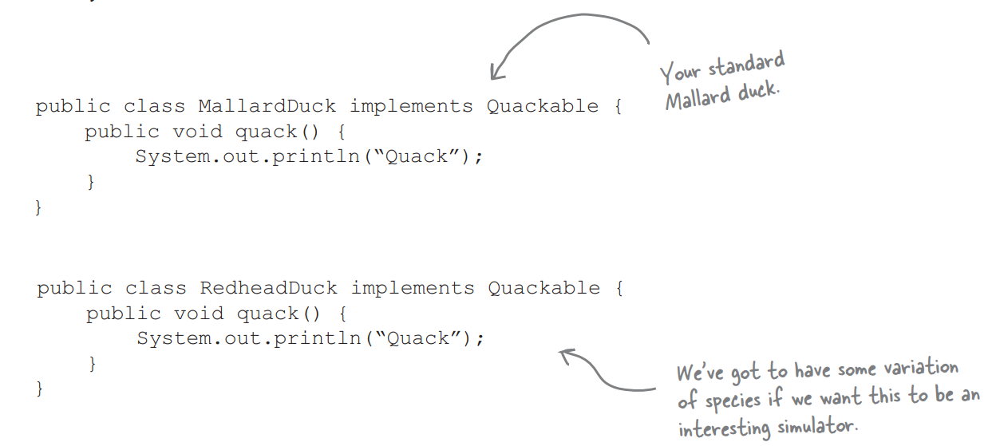 Your standard
Mallard duck.
public class MallardDuck implements Quackable {
    public void quack() {
        System.out.println(“Quack”);
    }
}
public class RedheadDuck implements Quackable {
    public void quack() {
        System.out.println(“Quack”);
    }
}
We’ve got to have some variation
of species if we want this to be an
interesting simulator.